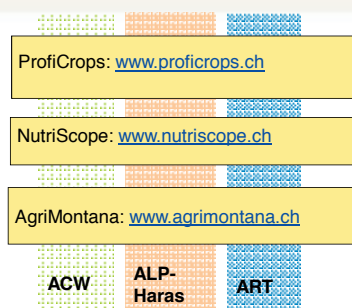 ProfiCrops: www.proficrops.ch
NutriScope: www.nutriscope.ch
AgriMontana: www.agrimontana.ch
ACW ALP- ART
Haras